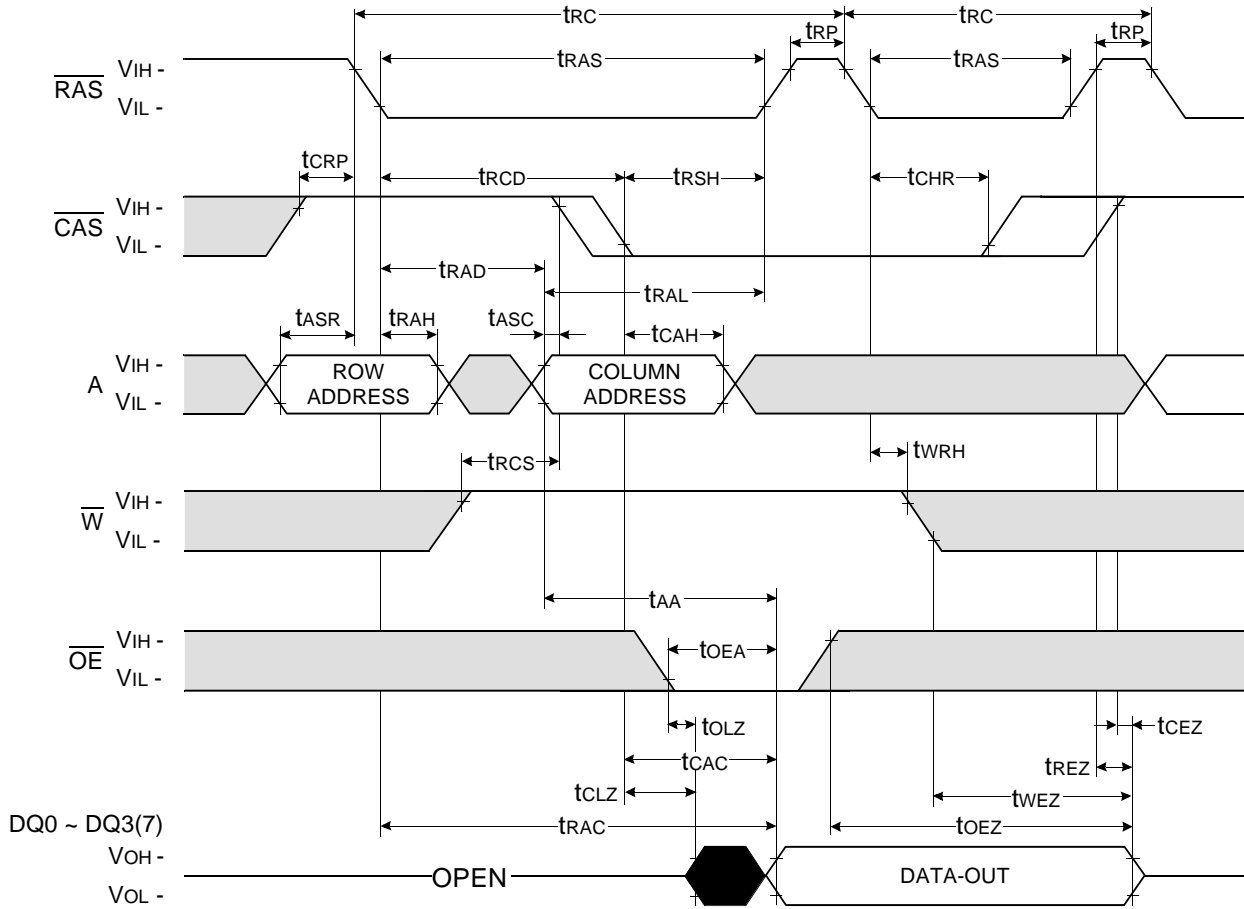 tRC tRC
tRP tRP
tRAS tRAS
VIH -
RAS
VIL -
tCRP
tRCD tRSH tCHR
VIH -
CAS
VIL -
tRAD
tRAL
tASR tRAH tASC tCAH
VIH -
A
VIL -
ROW
ADDRESS
COLUMN
ADDRESS
tWRH
tRCS
VIH -
W
VIL -
tAA
VIH -
OE
VIL -
tOEA
tOLZ tCEZ
tCAC tREZ
tCLZ tWEZ
tRAC tOEZ
DQ0 ~ DQ3(7)
VOH -
VOL -
OPEN
DATA-OUT